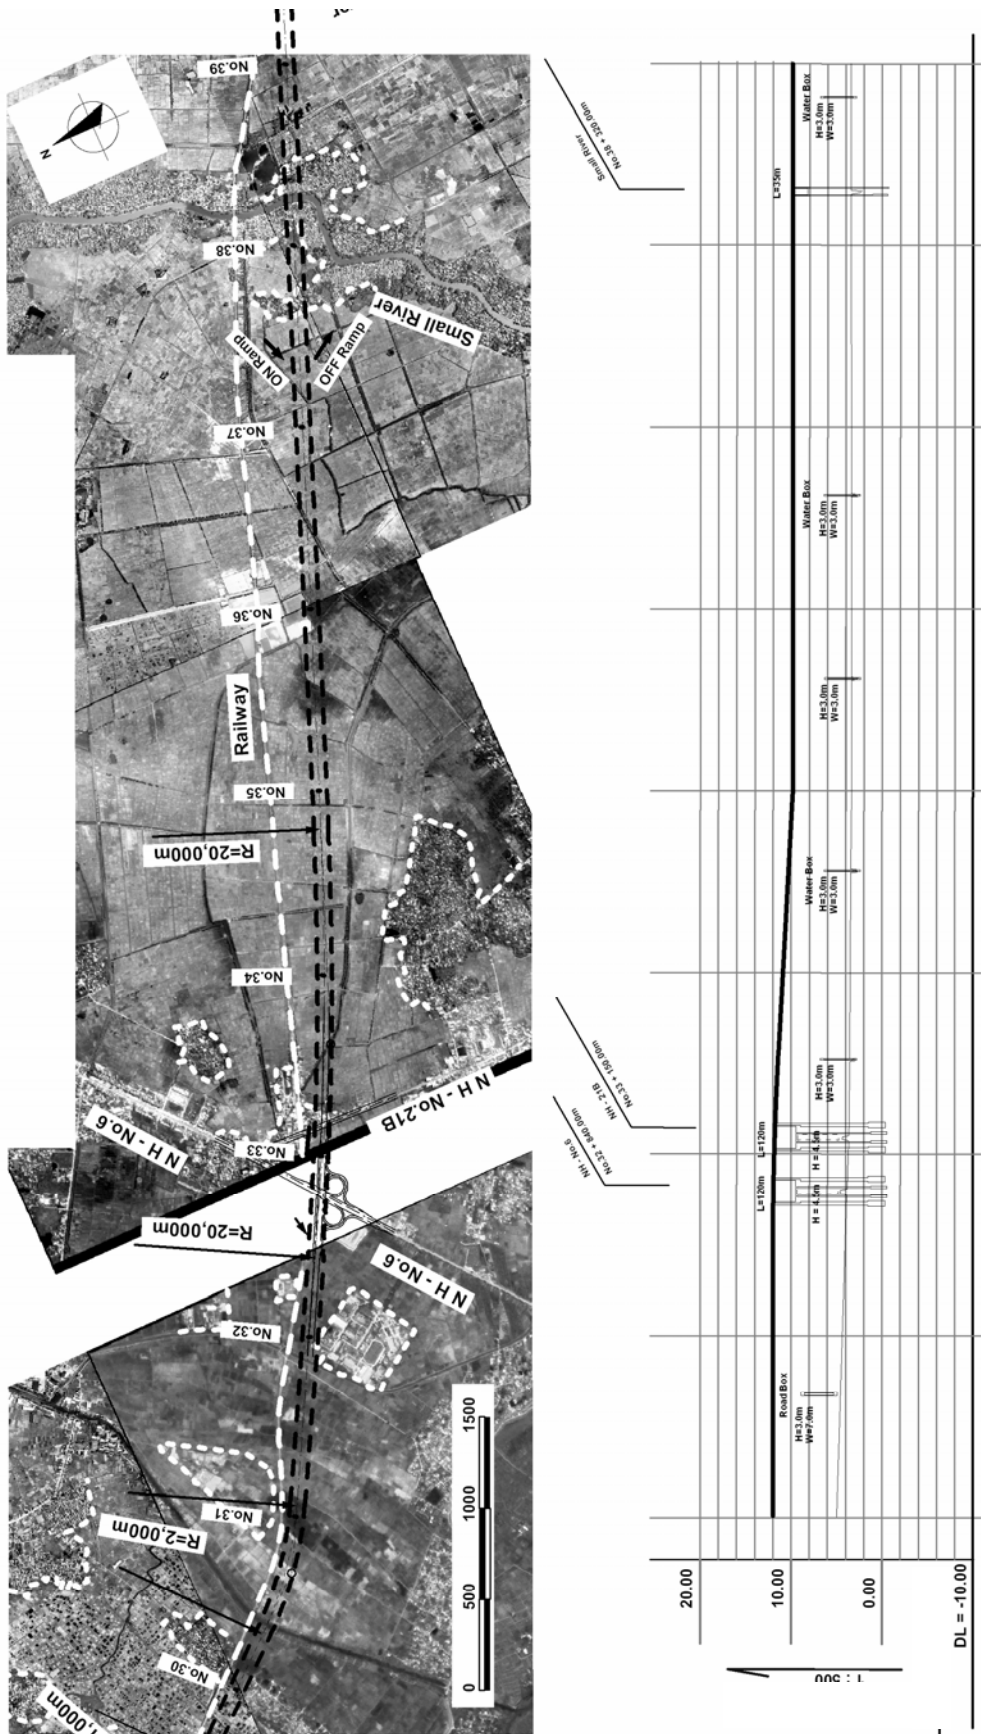 N
No.39
No.38
ON Ramp
OFF Ramp
Small River
No.37
No.36
Railway
No.35
R=20,000m
No.34
NH - No.6
No.33
NH - No.21B
R=20,000m
NH - No.6
No.32
No.31
R=2,000m
No.30
,000m
0
500
1000
1500
Small River
No.38 + 320.00m
NH - 21B
No.33 + 150.00m
NH - No.6
No.32 + 840.00m
Water Box
H=3.0m
W=3.0m
L=35m
Water Box
H=3.0m
W=3.0m
H=3.0m
W=3.0m
Water Box
H=3.0m
W=3.0m
H=3.0m
W=3.0m
L=120m
H = 4.5m
L=120m
H = 4.5m
Road Box
H=3.0m
W=7.0m
20.00
10.00
0.00
DL = -10.00
1 : 500